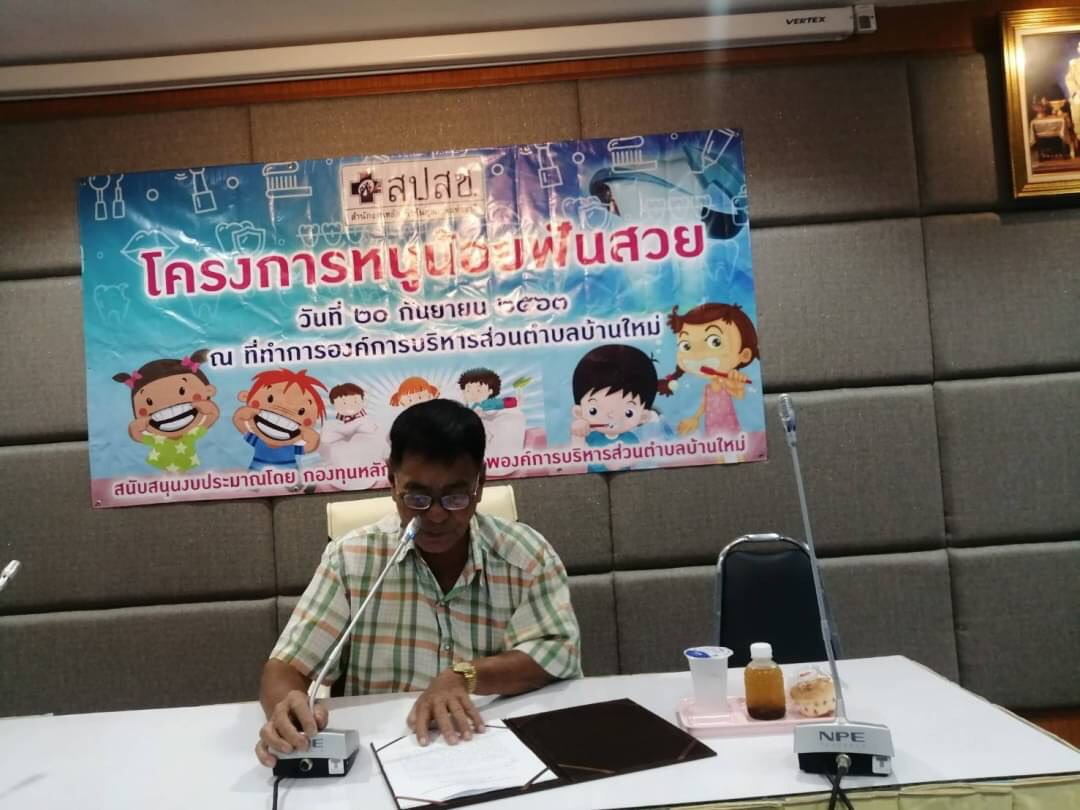 VERTEX
สปสช.
โครงการหนูน้อยฟันสวย
วันที่ ๒๐ กันยายน ๒๕๖๓
ณ ที่ทำการองค์การบริหารส่วนตำบลบ้านใหม่
สนับสนุนงบประมาณโดย กองทุนหลัก พองค์การบริหารส่วนตำบลบ้านใหม่
NPE